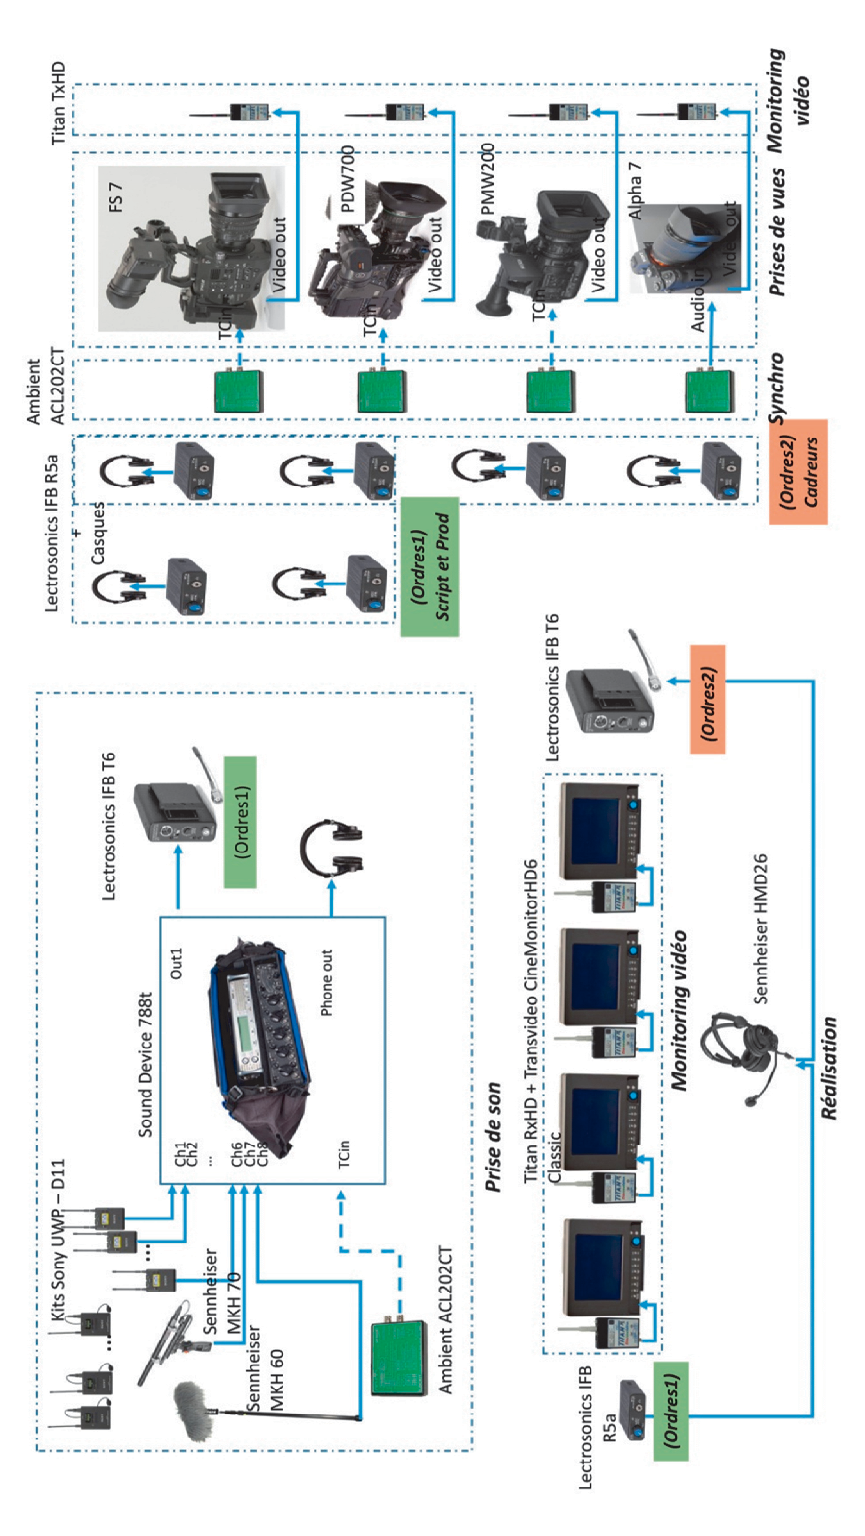 Kits Sony UWP – D11
Sennheiser
MKH 70
Sennheiser
MKH 60
Ambient ACL202CT
Sound Device 788t
Ch1
Ch2
...
Ch6
Ch7
Ch8
TCin
Out1
Phone out
Lectrosonics IFB T6
(Ordres1)
Prise de son
Lectrosonics IFB R5a
+
Casques
(Ordres1)
Script et Prod
(Ordres2)
Cadreurs
Ambient
ACL202CT
Synchro
Titan TxHD
FS 7
TCin
Video out
PDW700
TCin
Video out
PMW200
TCin
Video out
Alpha 7
Audio in
Video out
Prises de vues
Monitoring
vidéo
Lectrosonics IFB
R5a
(Ordres1)
Titan RxHD + Transvideo CineMonitorHD6
Classic
Monitoring vidéo
Lectrosonics IFB T6
(Ordres2)
Sennheiser HMD26
Réalisation